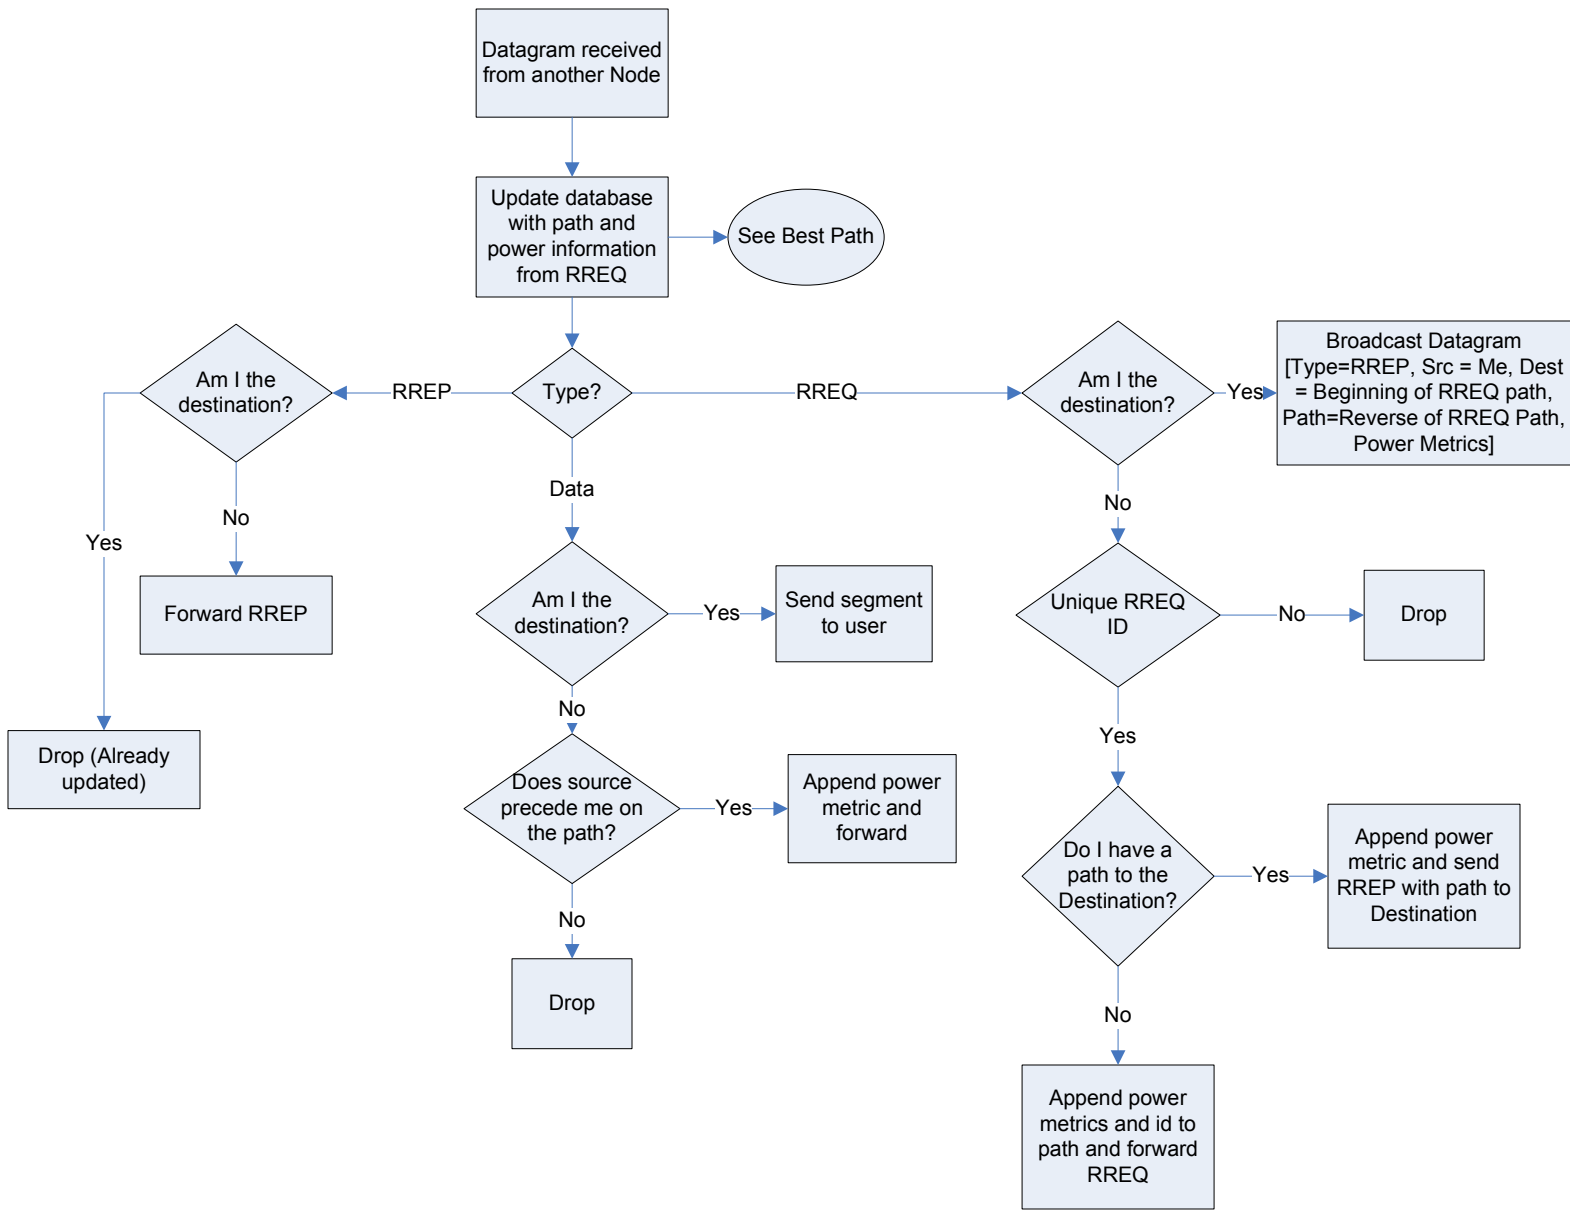 Datagram received
from another Node
Update database
with path and
power information
from RREQ
See Best Path
Am I the
destination?
RREP
Type?
RREQ
Am I the
destination?
Yes
Broadcast Datagram
[Type=RREP, Src = Me, Dest
= Beginning of RREQ path,
Path=Reverse of RREQ Path,
Power Metrics]
Data
No
No
Yes
Forward RREP
Am I the
destination?
Yes
Send segment
to user
Unique RREQ
ID
No
Drop
No
Yes
Drop (Already
updated)
Does source
precede me on
the path?
Yes
Append power
metric and
forward
Do I have a
path to the
Destination?
Yes
Append power
metric and send
RREP with path to
Destination
No
Drop
No
Append power
metrics and id to
path and forward
RREQ